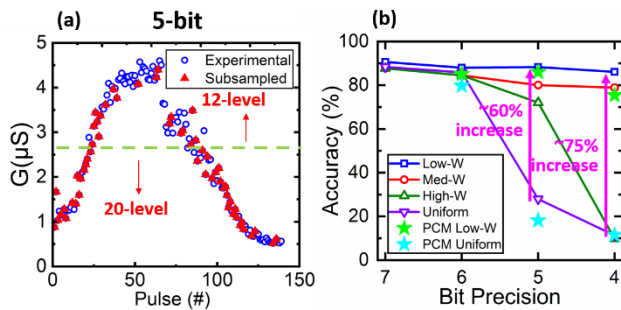 (a)
5-bit
5
4
3
2
1
0
G(µS)
Experimental
Subsampled
12-level
20-level
0
50
100
150
Pulse (#)
(b)
100
80
60
40
20
0
Accuracy (%)
~60%
increase
~75%
increase
Low-W
Med-W
High-W
Uniform
PCM Low-W
PCM Uniform
7
6
5
4
Bit Precision